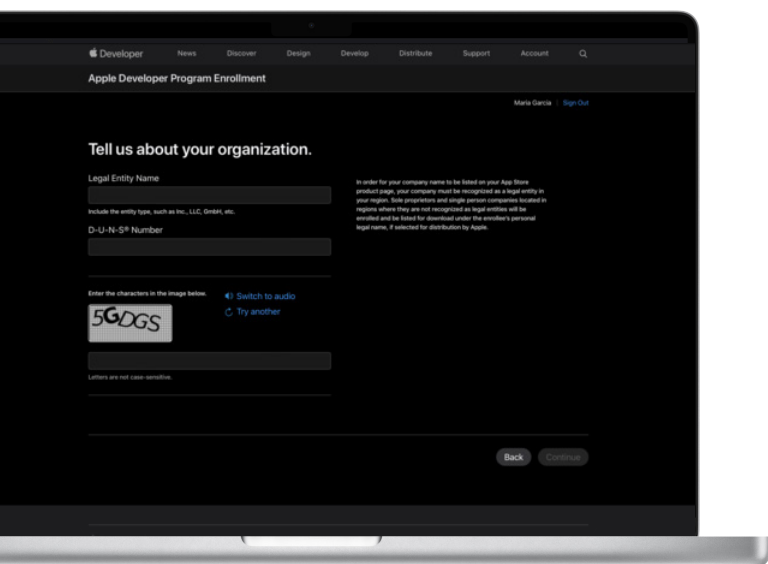 Developer News Discover Design Develop Distribute Support Account
Apple Developer Program Enrollment
Maria Garcia | Sign Out
Tell us about your organization.
Legal Entity Name
Include the entity type, such as Inc., LLC, GmbH, etc.
D-U-N-S® Number
In order for your company name to be listed on your App Store
product page, your company must be recognized as a legal entity in
your region. Sole proprietors and single person companies located in
regions where they are not recognized as legal entities will be
enrolled and be listed for download under the enrollee's personal
legal name, if selected for distribution by Apple.
Enter the characters in the image below.
Switch to audio
Try another
5GDGS
Letters are not case-sensitive.
Back Continue